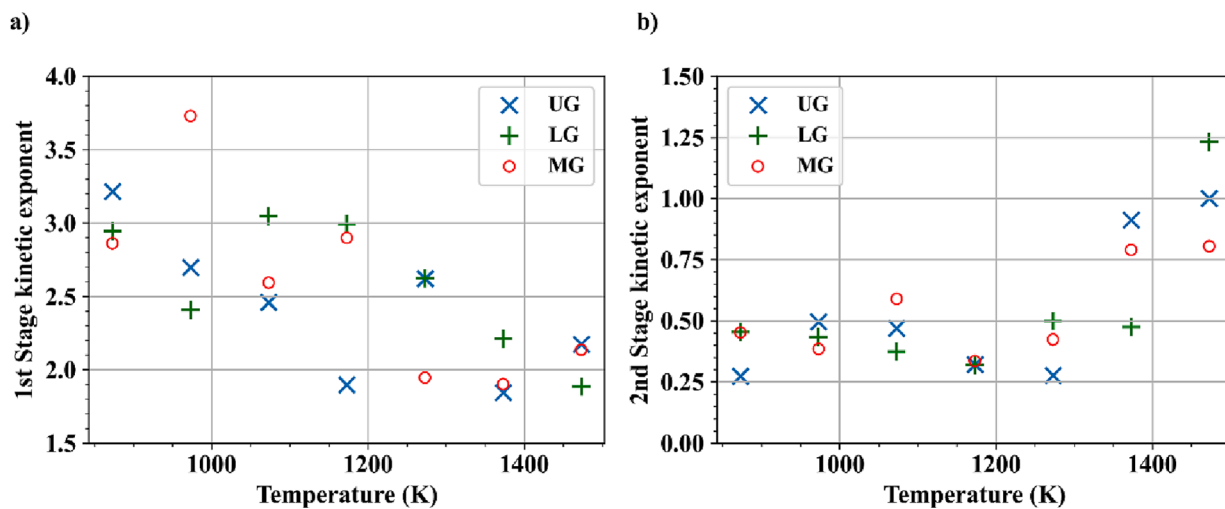 a)
4.0
3.5
3.0
2.5
2.0
1.5
1st Stage kinetic exponent
UG
LG
MG
1000
1200
1400
Temperature (K)
b)
1.50
1.25
1.00
0.75
0.50
0.25
0.00
2nd Stage kinetic exponent
UG
LG
MG
1000
1200
1400
Temperature (K)